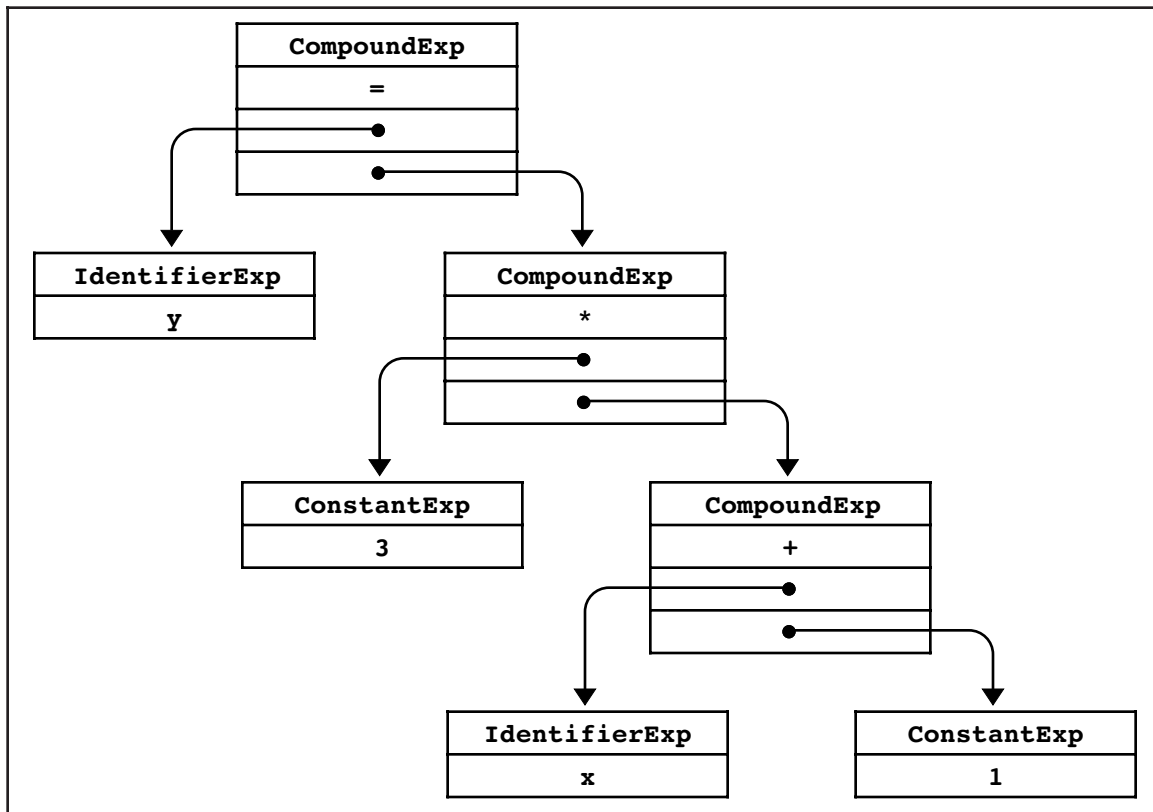 CompoundExp
=
IdentifierExp
y
CompoundExp
*
ConstantExp
3
CompoundExp
+
IdentifierExp
x
ConstantExp
1